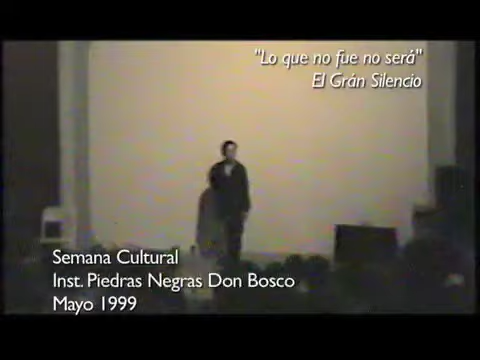 "Lo que no fue no será"
El Grán Silencio
Semana Cultural
Inst. Piedras Negras Don Bosco
Mayo 1999